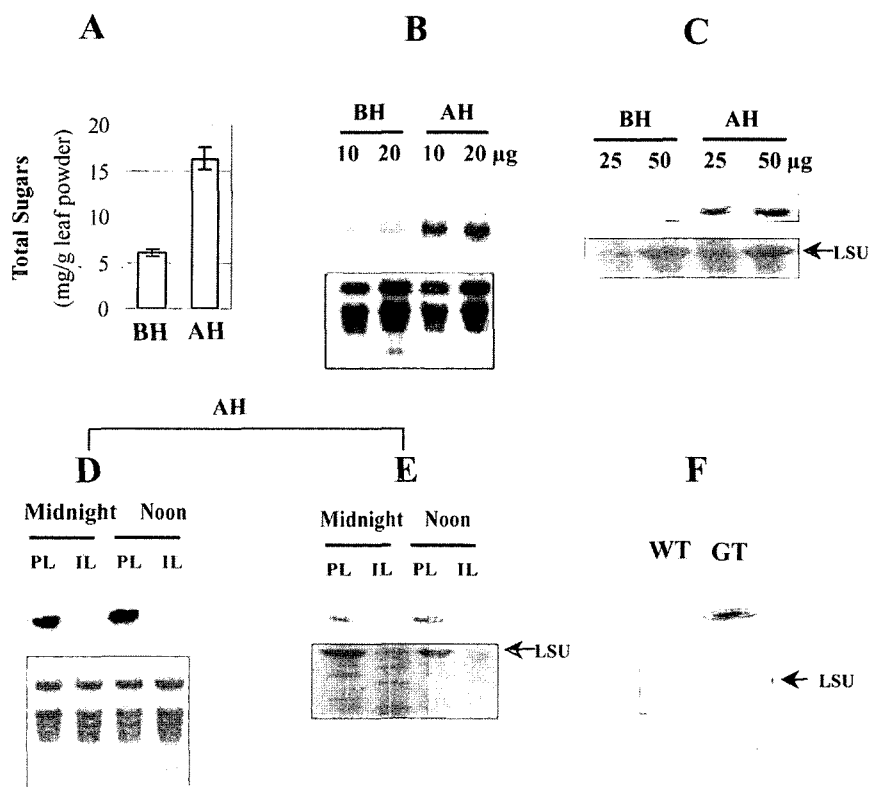 A
B
C
Total Sugars
(mg/g leaf powder)
20
15
10
5
0
BH AH
BH AH
10 20 10 20 µg
BH AH
25 50 25 50 µg
LSU
AH
D
E
F
Midnight Noon
PL IL PL IL
Midnight Noon
PL IL PL IL
LSU
WT GT
LSU